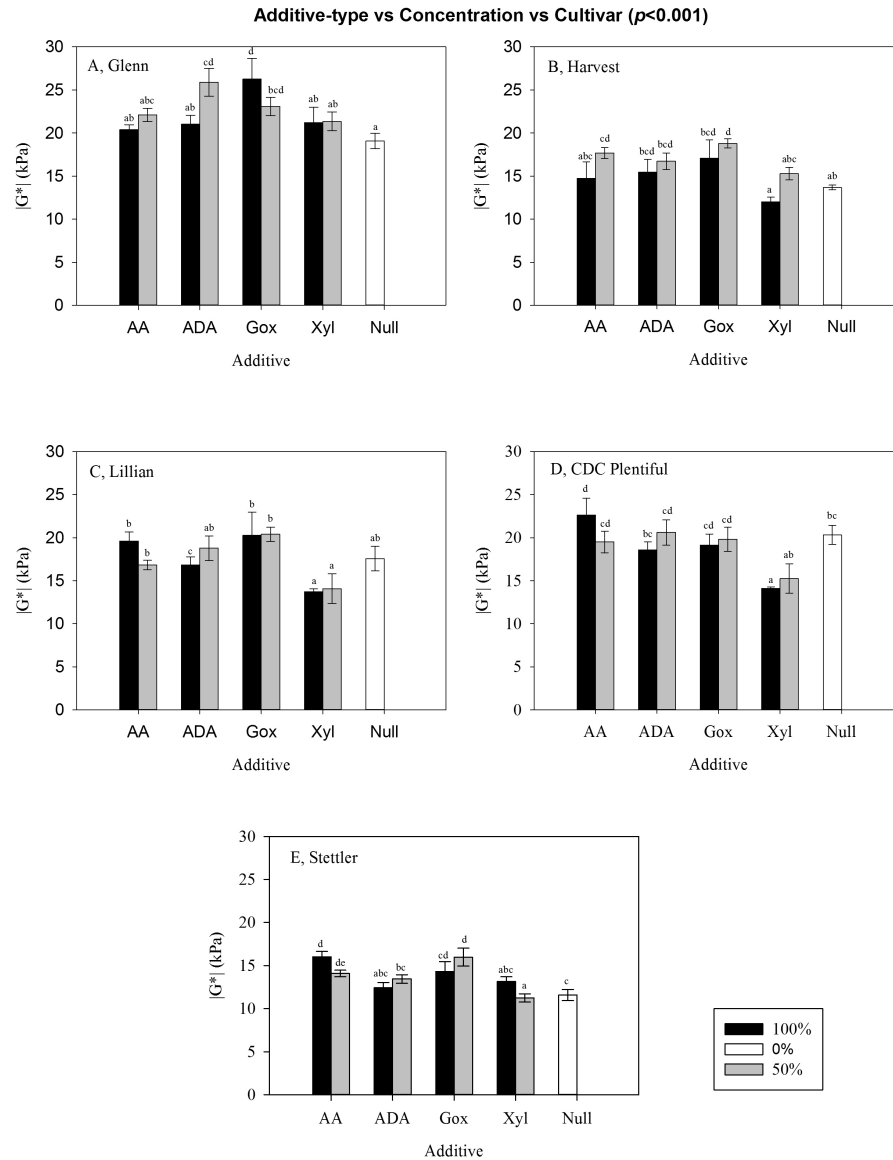 Additive-type vs Concentration vs Cultivar (p<0.001)
A, Glenn
|G*| (kPa)
30
25
20
15
10
5
0
ab abc ab cd d bcd ab ab a
AA ADA Gox Xyl Null
Additive
B, Harvest
|G*| (kPa)
30
25
20
15
10
5
0
abc cd bcd bcd bcd d a abc ab
AA ADA Gox Xyl Null
Additive
C, Lillian
|G*| (kPa)
30
25
20
15
10
5
0
b b c ab b b a a ab
AA ADA Gox Xyl Null
Additive
D, CDC Plentiful
|G*| (kPa)
30
25
20
15
10
5
0
d cd bc cd cd cd a ab bc
AA ADA Gox Xyl Null
Additive
E, Stettler
|G*| (kPa)
30
25
20
15
10
5
0
d de abc bc cd d abc a c
AA ADA Gox Xyl Null
Additive
100%
0%
50%